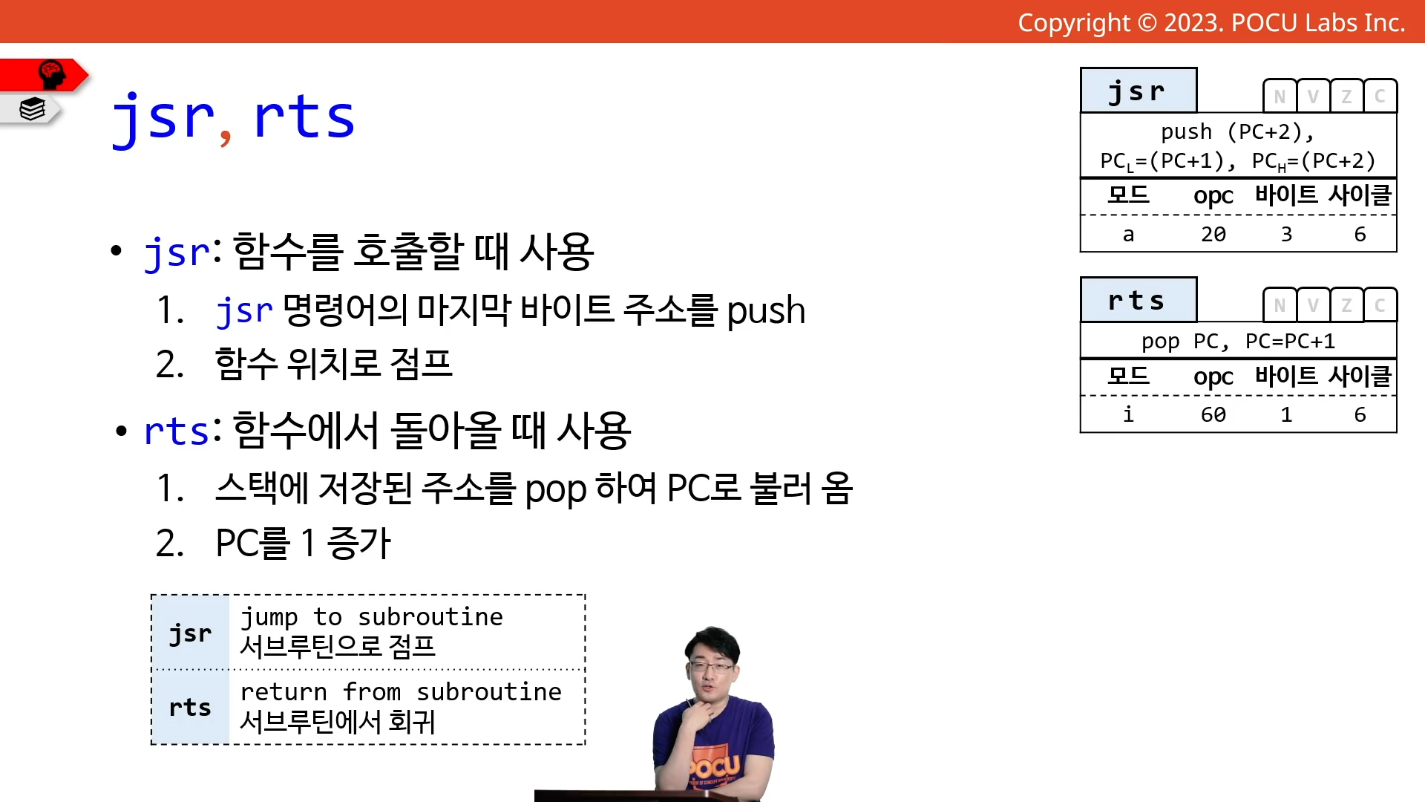 Copyright © 2023. POCU Labs Inc.
jsr, rts
• jsr: 함수를 호출할 때 사용
1. jsr 명령어의 마지막 바이트 주소를 push
2. 함수 위치로 점프
• rts: 함수에서 돌아올 때 사용
1. 스택에 저장된 주소를 pop 하여 PC로 불러 옴
2. PC를 1 증가
jsr jump to subroutine
서브루틴으로 점프
rts return from subroutine
서브루틴에서 회귀
jsr N V Z C
push (PC+2),
PCL=(PC+1), PCH=(PC+2)
모드 opc 바이트 사이클
a 20 3 6
rts N V Z C
pop PC, PC=PC+1
모드 opc 바이트 사이클
i 60 1 6
POCU